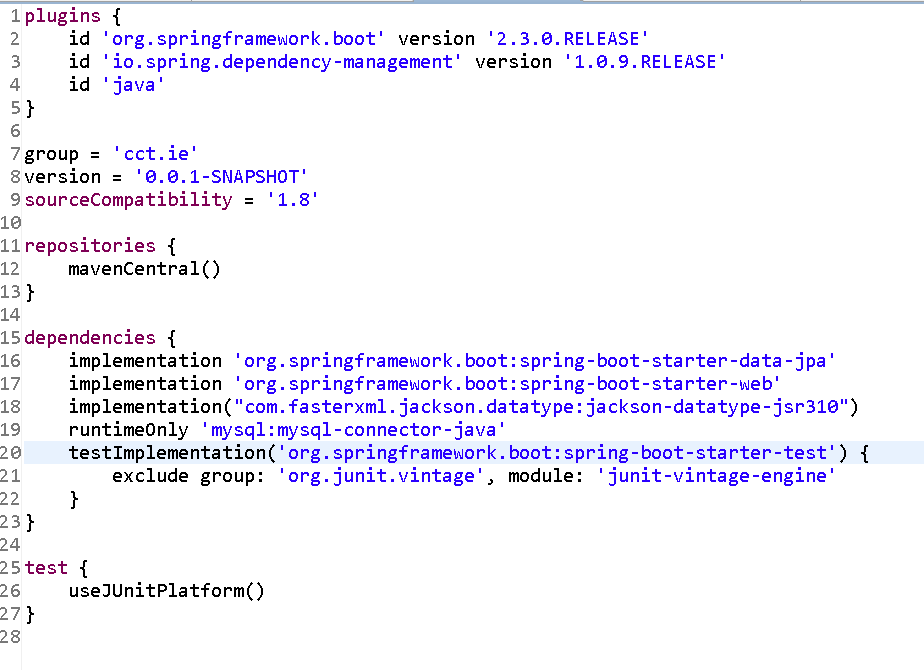 1 plugins {
2     id 'org.springframework.boot' version '2.3.0.RELEASE'
3     id 'io.spring.dependency-management' version '1.0.9.RELEASE'
4     id 'java'
5 }
6
7 group = 'cct.ie'
8 version = '0.0.1-SNAPSHOT'
9 sourceCompatibility = '1.8'
10
11 repositories {
12     mavenCentral()
13 }
14
15 dependencies {
16     implementation 'org.springframework.boot:spring-boot-starter-data-jpa'
17     implementation 'org.springframework.boot:spring-boot-starter-web'
18     implementation("com.fasterxml.jackson.datatype:jackson-datatype-jsr310")
19     runtimeOnly 'mysql:mysql-connector-java'
20     testImplementation('org.springframework.boot:spring-boot-starter-test') {
21         exclude group: 'org.junit.vintage', module: 'junit-vintage-engine'
22     }
23 }
24
25 test {
26     useJUnitPlatform()
27 }
28